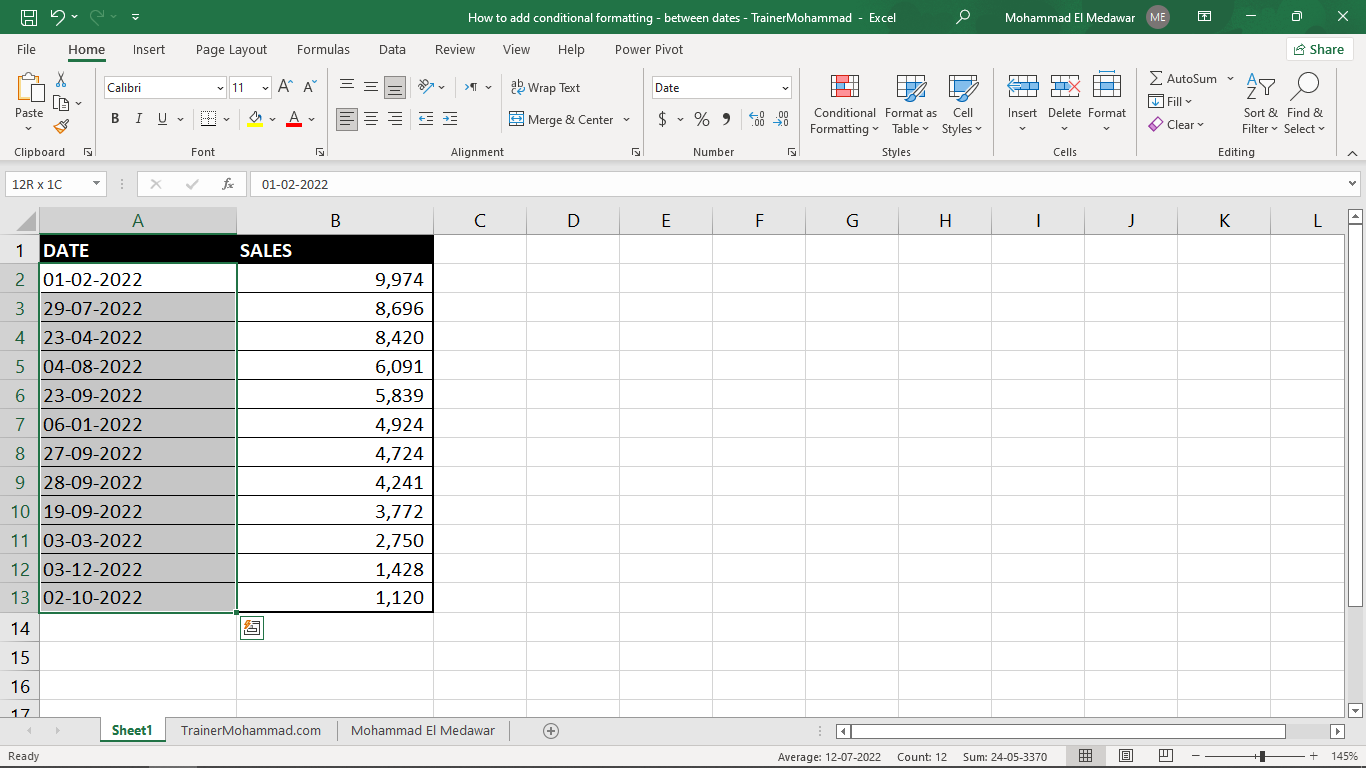 How to add conditional formatting - between dates - TrainerMohammad - Excel Mohammad El Medawar ME
File Home Insert Page Layout Formulas Data Review View Help Power Pivot Share
Paste Calibri 11 A A ab Wrap Text Date Conditional Formatting Format as Table Cell Styles Insert Delete Format AutoSum Fill Clear Sort & Filter Find & Select
B I U A Merge & Center $ % 9 .00 .00
Clipboard Font Alignment Number Styles Cells Editing
12R x 1C fx 01-02-2022
A B C D E F G H I J K L
1 DATE SALES
2 01-02-2022 9,974
3 29-07-2022 8,696
4 23-04-2022 8,420
5 04-08-2022 6,091
6 23-09-2022 5,839
7 06-01-2022 4,924
8 27-09-2022 4,724
9 28-09-2022 4,241
10 19-09-2022 3,772
11 03-03-2022 2,750
12 03-12-2022 1,428
13 02-10-2022 1,120
14
15
16
17
Sheet1 TrainerMohammad.com Mohammad El Medawar
Ready Average: 12-07-2022 Count: 12 Sum: 24-05-3370 145%